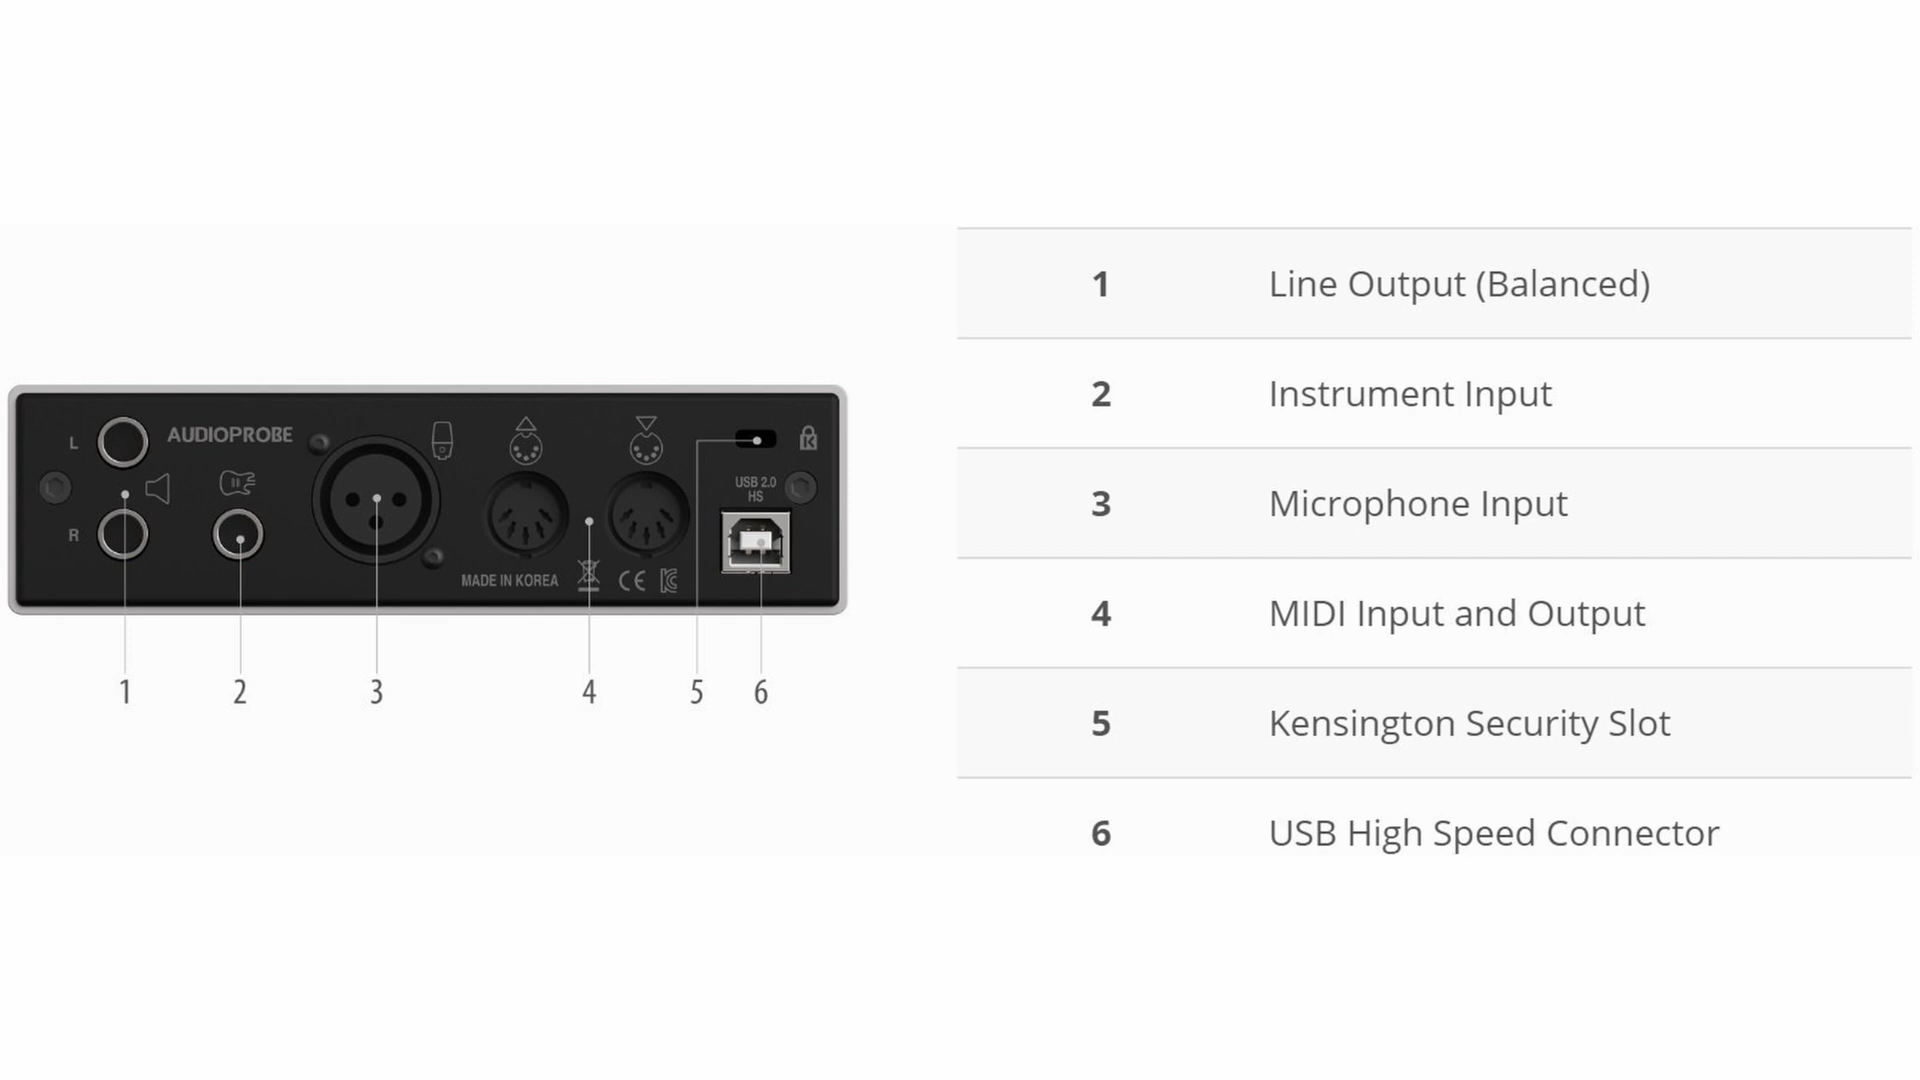 L
AUDIOPROBE
R
USB 2.0
HS
MADE IN KOREA
CE
1
2
3
4
5
6
1 Line Output (Balanced)
2 Instrument Input
3 Microphone Input
4 MIDI Input and Output
5 Kensington Security Slot
6 USB High Speed Connector